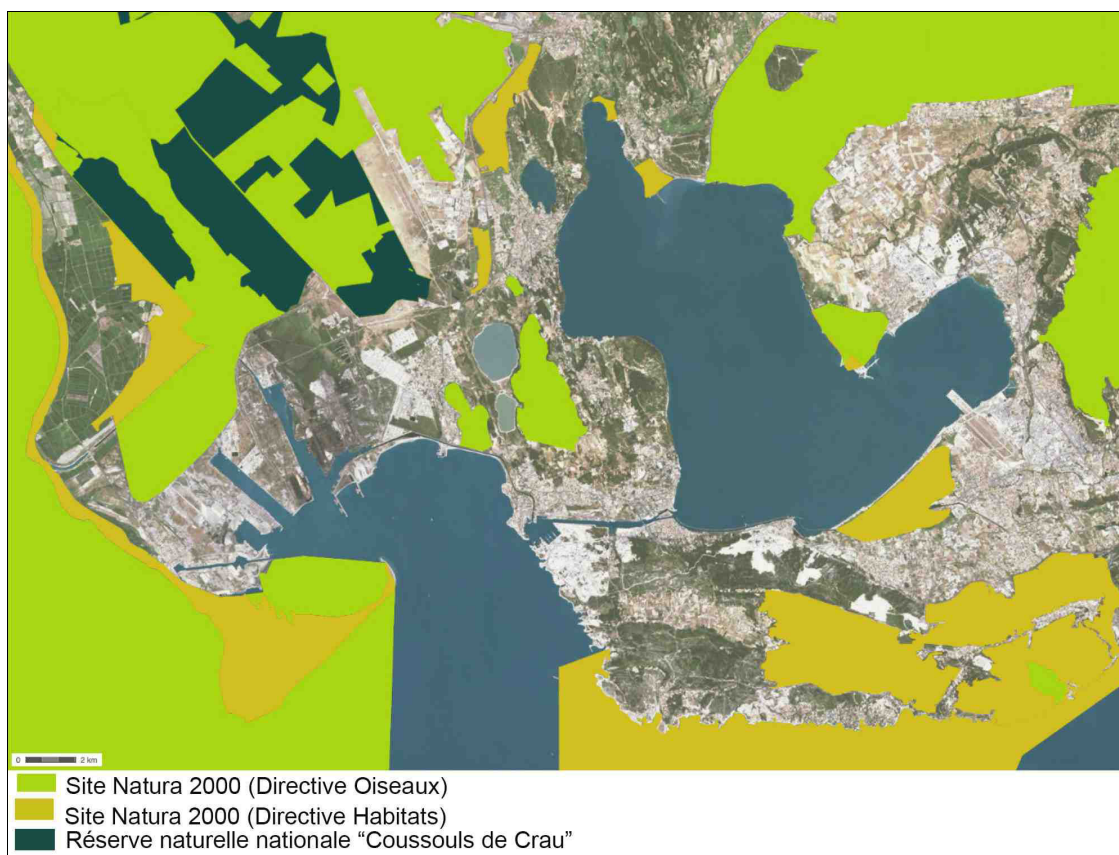 0 2 km
Site Natura 2000 (Directive Oiseaux)
Site Natura 2000 (Directive Habitats)
Réserve naturelle nationale “Coussouls de Crau”